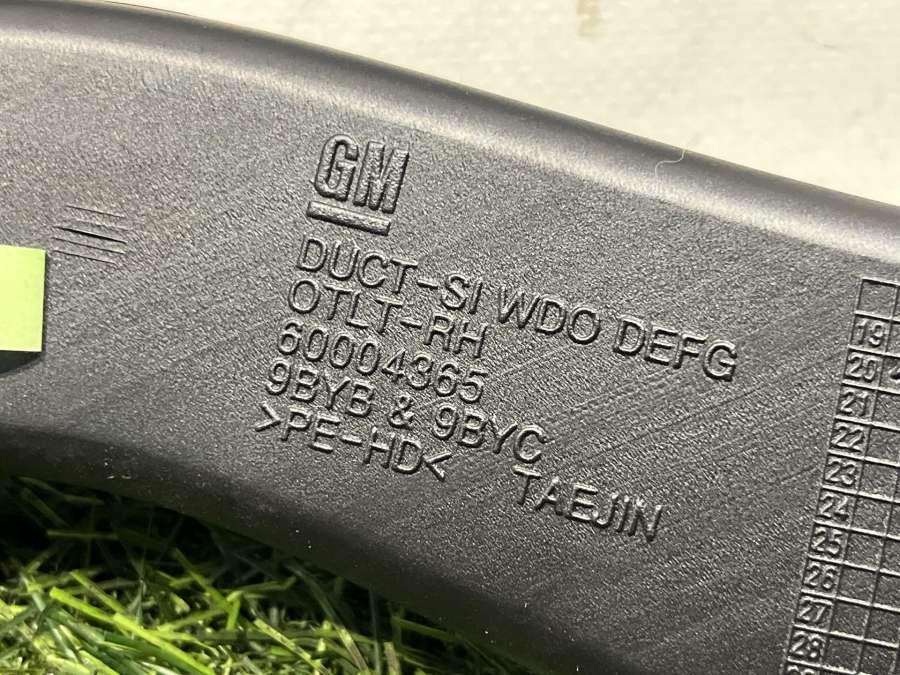 GM
DUCT-SI WDO DEFG
OTLT-RH
60004365
9BYB & 9BYC
>PE-HD< TAEJIN
19
20
21
22
23
24
25
26
27
28